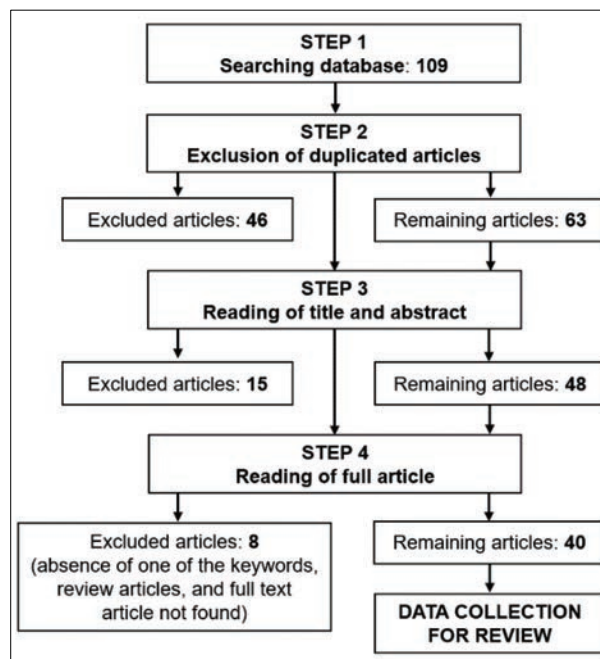 STEP 1
Searching database: 109
STEP 2
Exclusion of duplicated articles
Excluded articles: 46
Remaining articles: 63
STEP 3
Reading of title and abstract
Excluded articles: 15
Remaining articles: 48
STEP 4
Reading of full article
Excluded articles: 8
(absence of one of the keywords,
review articles, and full text
article not found)
Remaining articles: 40
DATA COLLECTION
FOR REVIEW